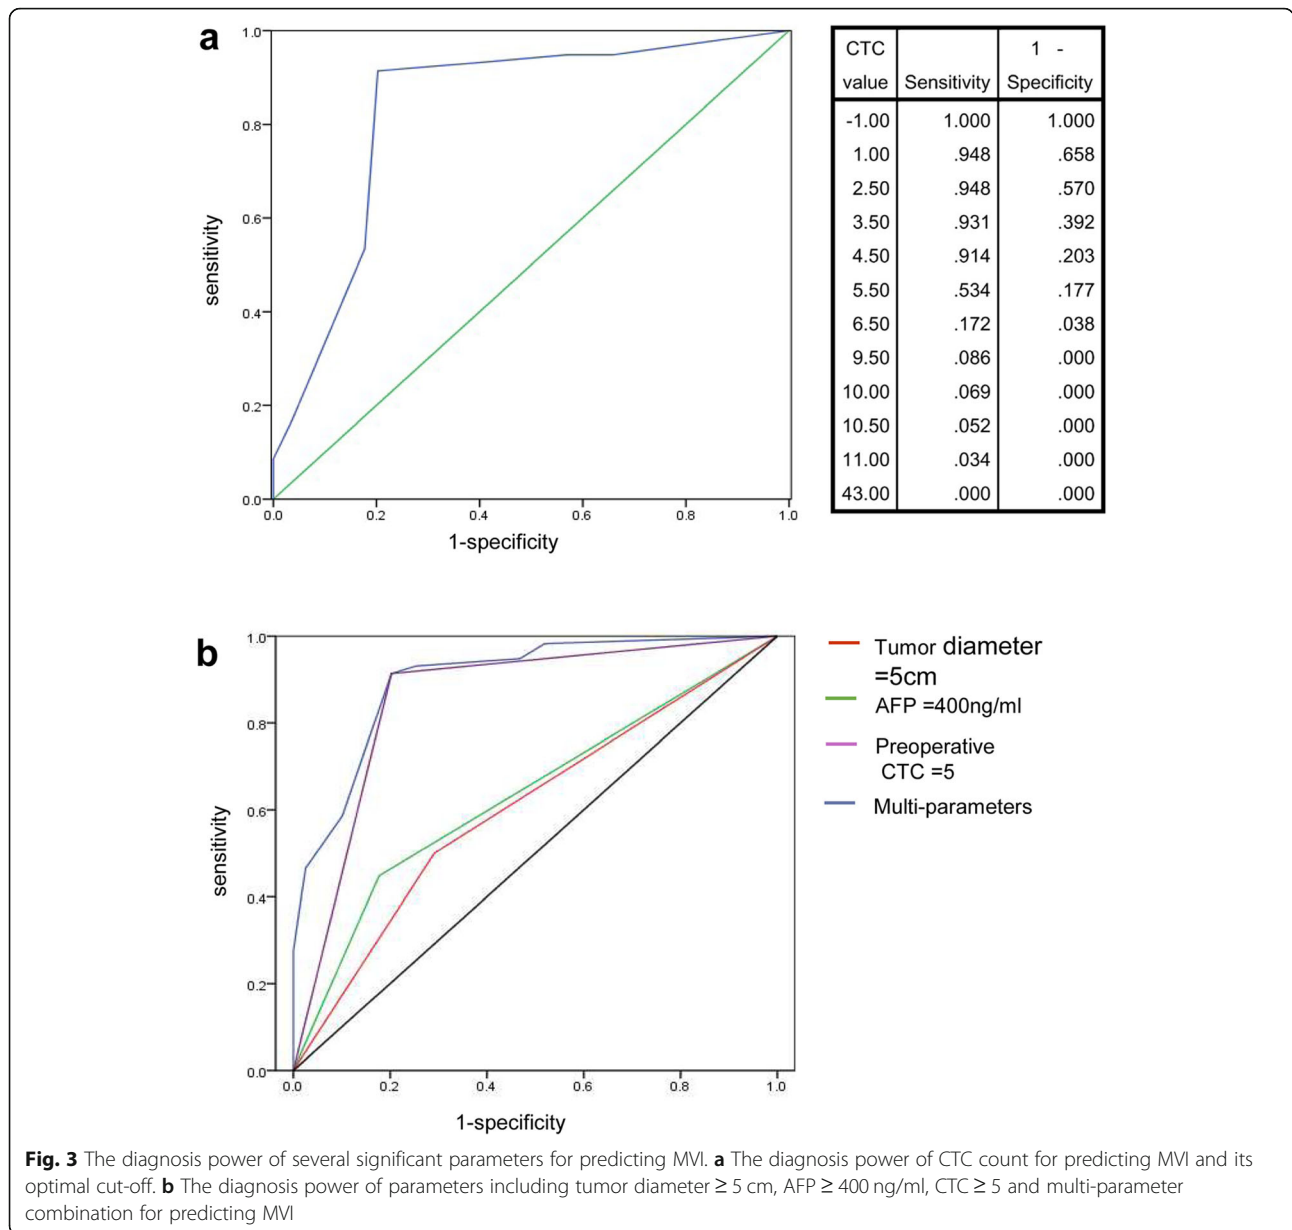 a
1.0
0.8
0.6
0.4
0.2
0.0
sensitivity
0.0 0.2 0.4 0.6 0.8 1.0
1-specificity
CTC 1 -
value Sensitivity Specificity
-1.00 1.000 1.000
1.00 .948 .658
2.50 .948 .570
3.50 .931 .392
4.50 .914 .203
5.50 .534 .177
6.50 .172 .038
9.50 .086 .000
10.00 .069 .000
10.50 .052 .000
11.00 .034 .000
43.00 .000 .000
b
1.0
0.8
0.6
0.4
0.2
0.0
sensitivity
0.0 0.2 0.4 0.6 0.8 1.0
1-specificity
Tumor diameter
=5cm
AFP =400ng/ml
Preoperative
CTC =5
Multi-parameters
Fig. 3 The diagnosis power of several significant parameters for predicting MVI. a The diagnosis power of CTC count for predicting MVI and its
optimal cut-off. b The diagnosis power of parameters including tumor diameter ≥ 5 cm, AFP ≥ 400 ng/ml, CTC ≥ 5 and multi-parameter
combination for predicting MVI